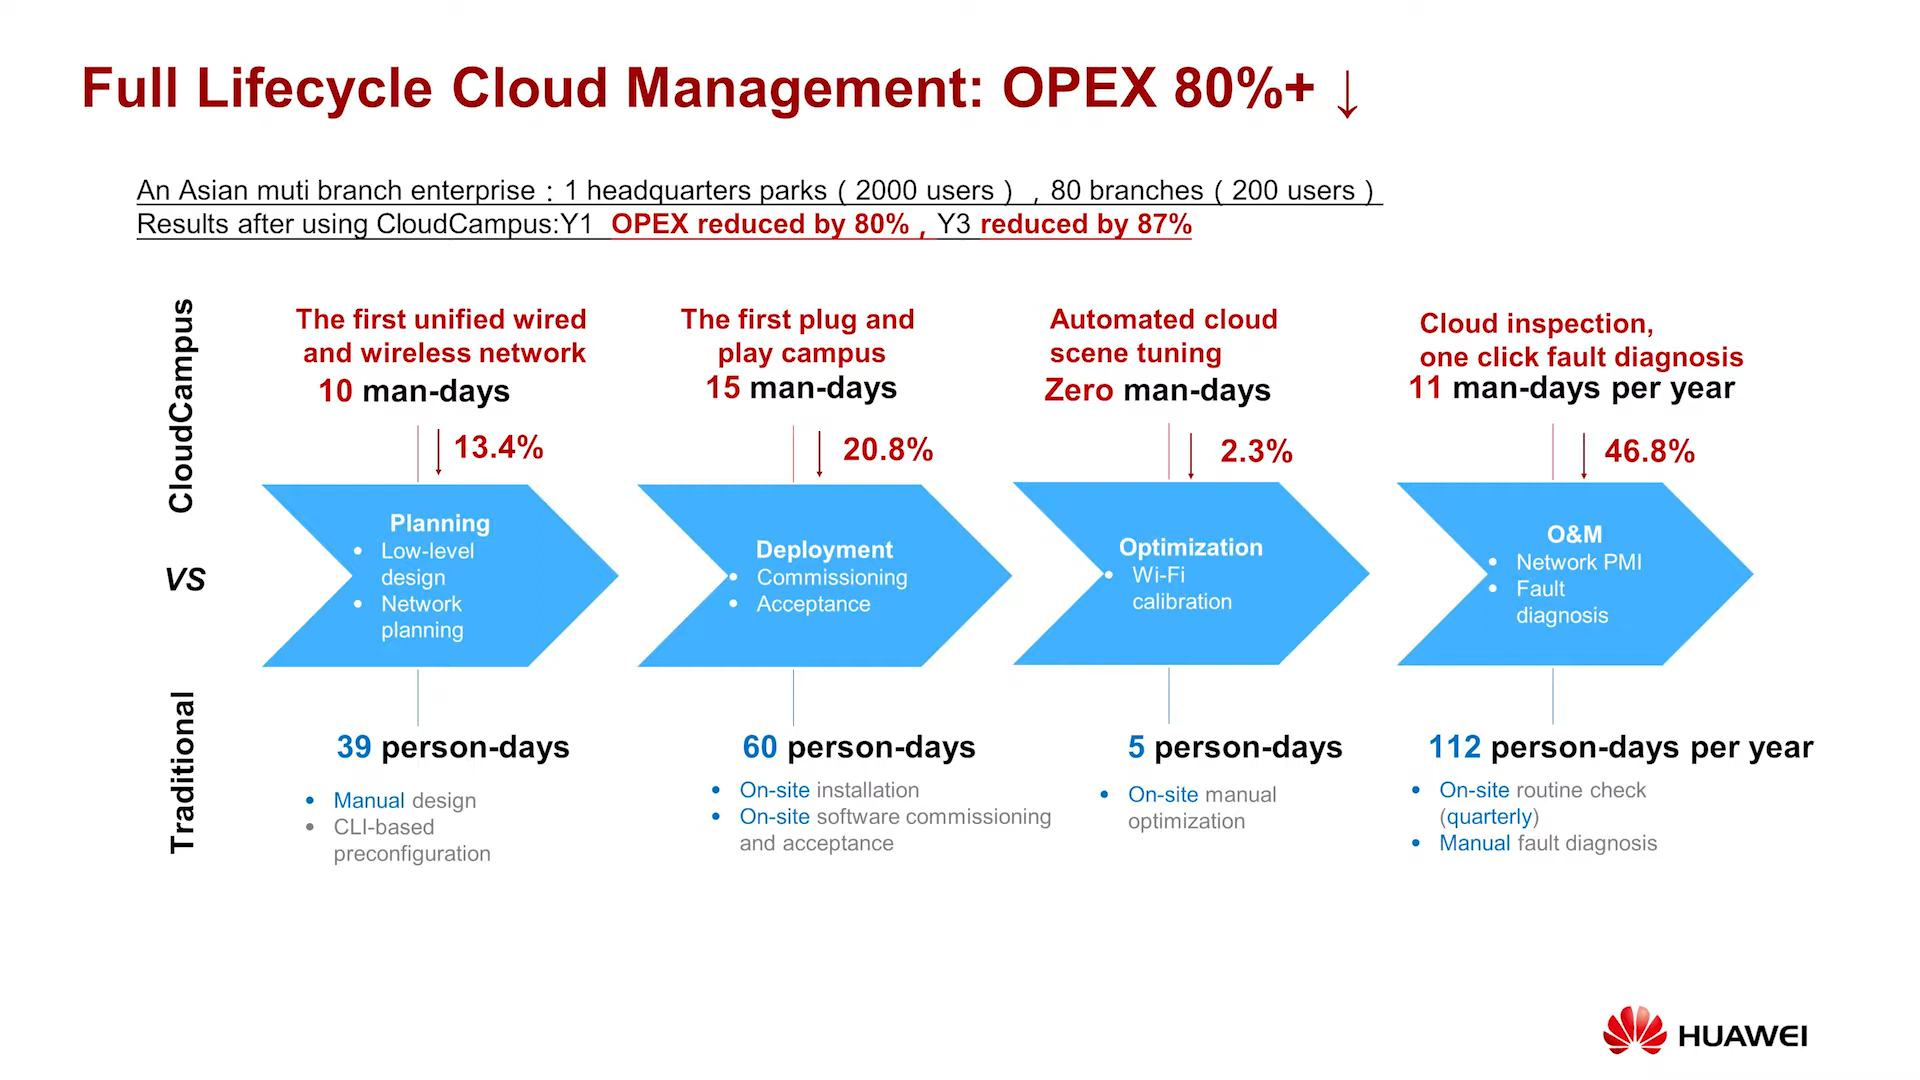 Full Lifecycle Cloud Management: OPEX 80%+ ↓
An Asian muti branch enterprise：1 headquarters parks（2000 users），80 branches（200 users）
Results after using CloudCampus:Y1 OPEX reduced by 80%，Y3 reduced by 87%
CloudCampus
The first unified wired
and wireless network
10 man-days
13.4%
The first plug and
play campus
15 man-days
20.8%
Automated cloud
scene tuning
Zero man-days
2.3%
Cloud inspection,
one click fault diagnosis
11 man-days per year
46.8%
VS
Planning
• Low-level
design
• Network
planning
Deployment
• Commissioning
• Acceptance
Optimization
• Wi-Fi
calibration
O&M
• Network PMI
• Fault
diagnosis
Traditional
39 person-days
• Manual design
• CLI-based
preconfiguration
60 person-days
• On-site installation
• On-site software commissioning
and acceptance
5 person-days
• On-site manual
optimization
112 person-days per year
• On-site routine check
(quarterly)
• Manual fault diagnosis
HUAWEI